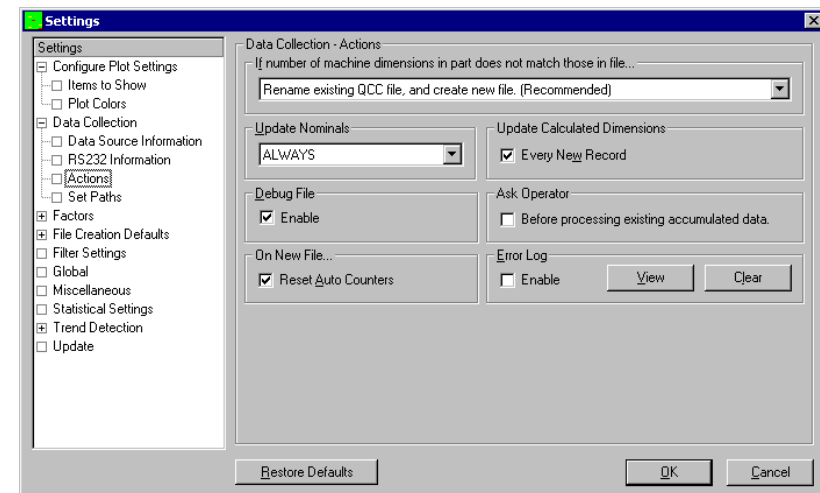 Settings
Settings
Configure Plot Settings
Items to Show
Plot Colors
Data Collection
Data Source Information
RS232 Information
Actions
Set Paths
Factors
File Creation Defaults
Filter Settings
Global
Miscellaneous
Statistical Settings
Trend Detection
Update
Data Collection - Actions
If number of machine dimensions in part does not match those in file...
Rename existing QCC file, and create new file. (Recommended)
Update Nominals
ALWAYS
Update Calculated Dimensions
Every New Record
Debug File
Enable
Ask Operator
Before processing existing accumulated data.
On New File...
Reset Auto Counters
Error Log
Enable
View
Clear
Restore Defaults
OK
Cancel